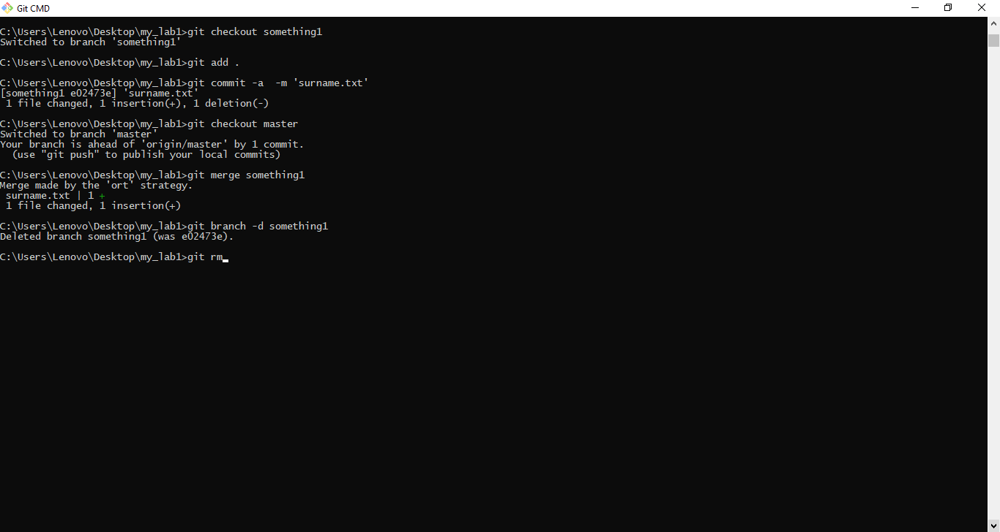 Git CMD
C:\Users\Lenovo\Desktop\my_lab1>git checkout something1
Switched to branch 'something1'
C:\Users\Lenovo\Desktop\my_lab1>git add .
C:\Users\Lenovo\Desktop\my_lab1>git commit -a  -m 'surname.txt'
[something1 e02473e] 'surname.txt'
 1 file changed, 1 insertion(+), 1 deletion(-)
C:\Users\Lenovo\Desktop\my_lab1>git checkout master
Switched to branch 'master'
Your branch is ahead of 'origin/master' by 1 commit.
  (use "git push" to publish your local commits)
C:\Users\Lenovo\Desktop\my_lab1>git merge something1
Merge made by the 'ort' strategy.
 surname.txt | 1 +
 1 file changed, 1 insertion(+)
C:\Users\Lenovo\Desktop\my_lab1>git branch -d something1
Deleted branch something1 (was e02473e).
C:\Users\Lenovo\Desktop\my_lab1>git rm